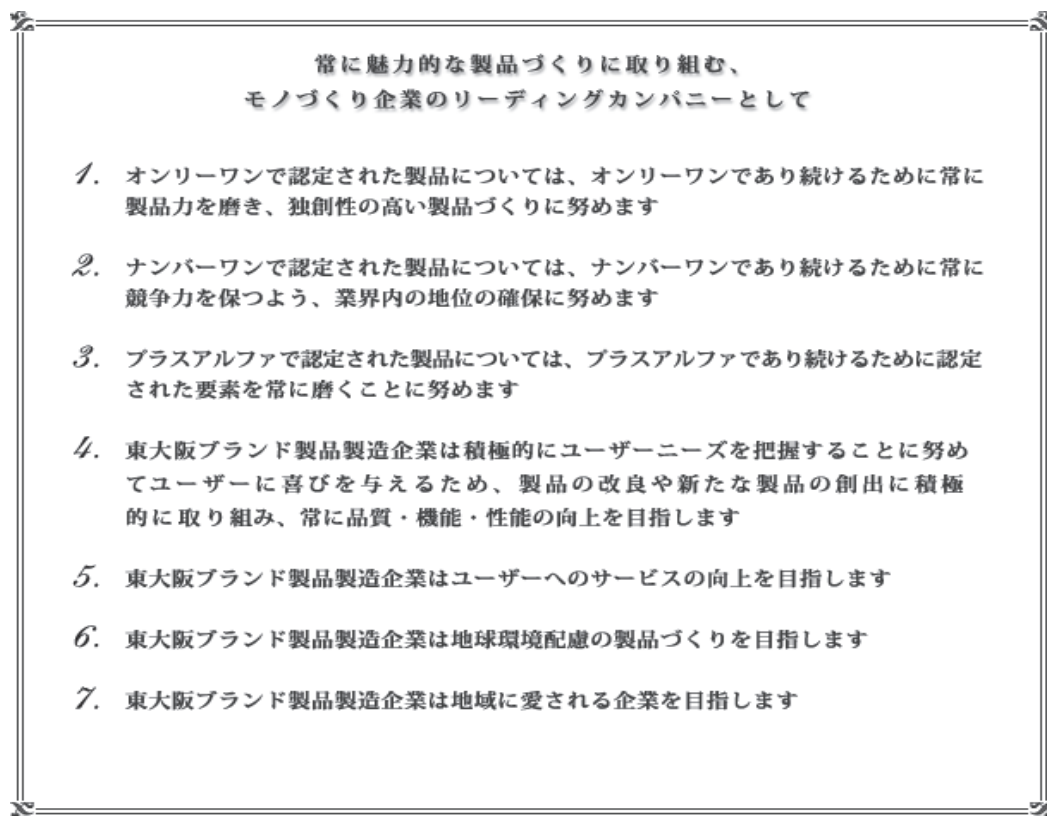 常に魅力的な製品づくりに取り組む、
モノづくり企業のリーディングカンパニーとして
1. オンリーワンで認定された製品については、オンリーワンであり続けるために常に
製品力を磨き、独創性の高い製品づくりに努めます
2. ナンバーワンで認定された製品については、ナンバーワンであり続けるために常に
競争力を保つよう、業界内の地位の確保に努めます
3. プラスアルファで認定された製品については、プラスアルファであり続けるために認定
された要素を常に磨くことに努めます
4. 東大阪ブランド製品製造企業は積極的にユーザーニーズを把握することに努め
てユーザーに喜びを与えるため、製品の改良や新たな製品の創出に積極
的に取り組み、常に品質・機能・性能の向上を目指します
5. 東大阪ブランド製品製造企業はユーザーへのサービスの向上を目指します
6. 東大阪ブランド製品製造企業は地球環境配慮の製品づくりを目指します
7. 東大阪ブランド製品製造企業は地域に愛される企業を目指します